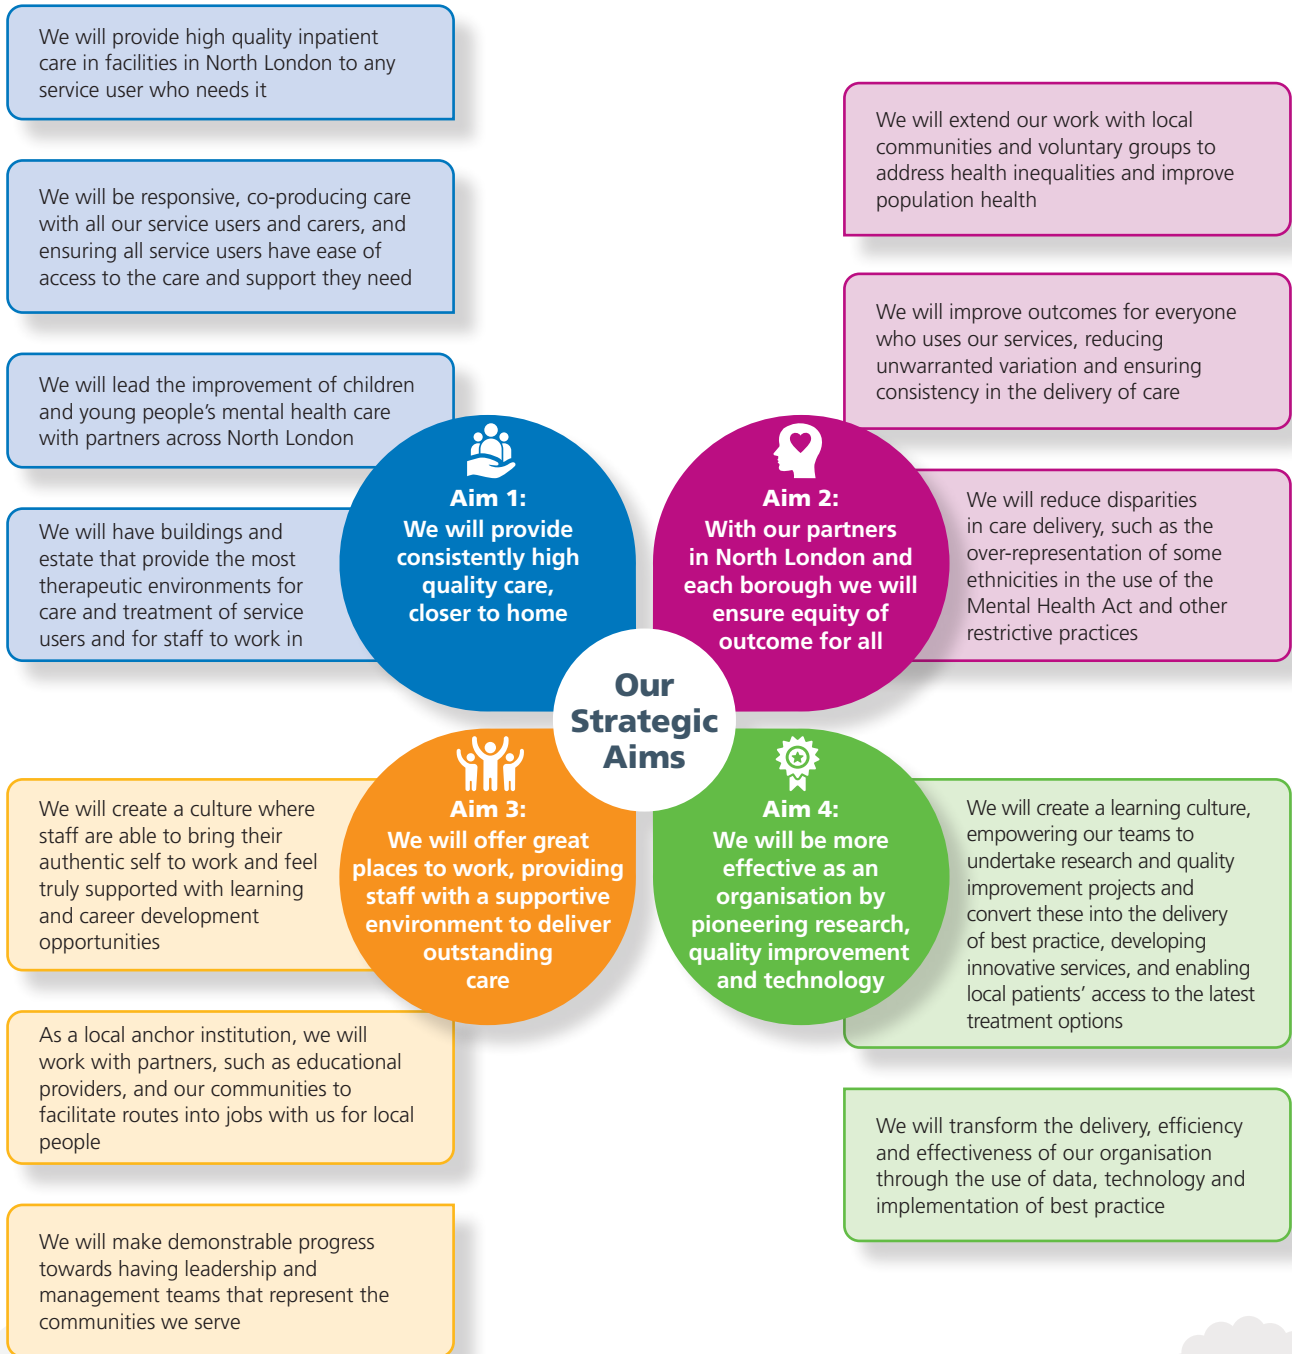 We will provide high quality inpatient
care in facilities in North London to any
service user who needs it
We will be responsive, co-producing care
with all our service users and carers, and
ensuring all service users have ease of
access to the care and support they need
We will lead the improvement of children
and young people’s mental health care
with partners across North London
We will have buildings and
estate that provide the most
therapeutic environments for
care and treatment of service
users and for staff to work in
Aim 1:
We will provide
consistently high
quality care,
closer to home
We will extend our work with local
communities and voluntary groups to
address health inequalities and improve
population health
We will improve outcomes for everyone
who uses our services, reducing
unwarranted variation and ensuring
consistency in the delivery of care
We will reduce disparities
in care delivery, such as the
over-representation of some
ethnicities in the use of the
Mental Health Act and other
restrictive practices
Aim 2:
With our partners
in North London and
each borough we will
ensure equity of
outcome for all
Our
Strategic
Aims
Aim 3:
We will offer great
places to work, providing
staff with a supportive
environment to deliver
outstanding
care
We will create a culture where
staff are able to bring their
authentic self to work and feel
truly supported with learning
and career development
opportunities
As a local anchor institution, we will
work with partners, such as educational
providers, and our communities to
facilitate routes into jobs with us for local
people
We will make demonstrable progress
towards having leadership and
management teams that represent the
communities we serve
Aim 4:
We will be more
effective as an
organisation by
pioneering research,
quality improvement
and technology
We will create a learning culture,
empowering our teams to
undertake research and quality
improvement projects and
convert these into the delivery
of best practice, developing
innovative services, and enabling
local patients’ access to the latest
treatment options
We will transform the delivery, efficiency
and effectiveness of our organisation
through the use of data, technology and
implementation of best practice